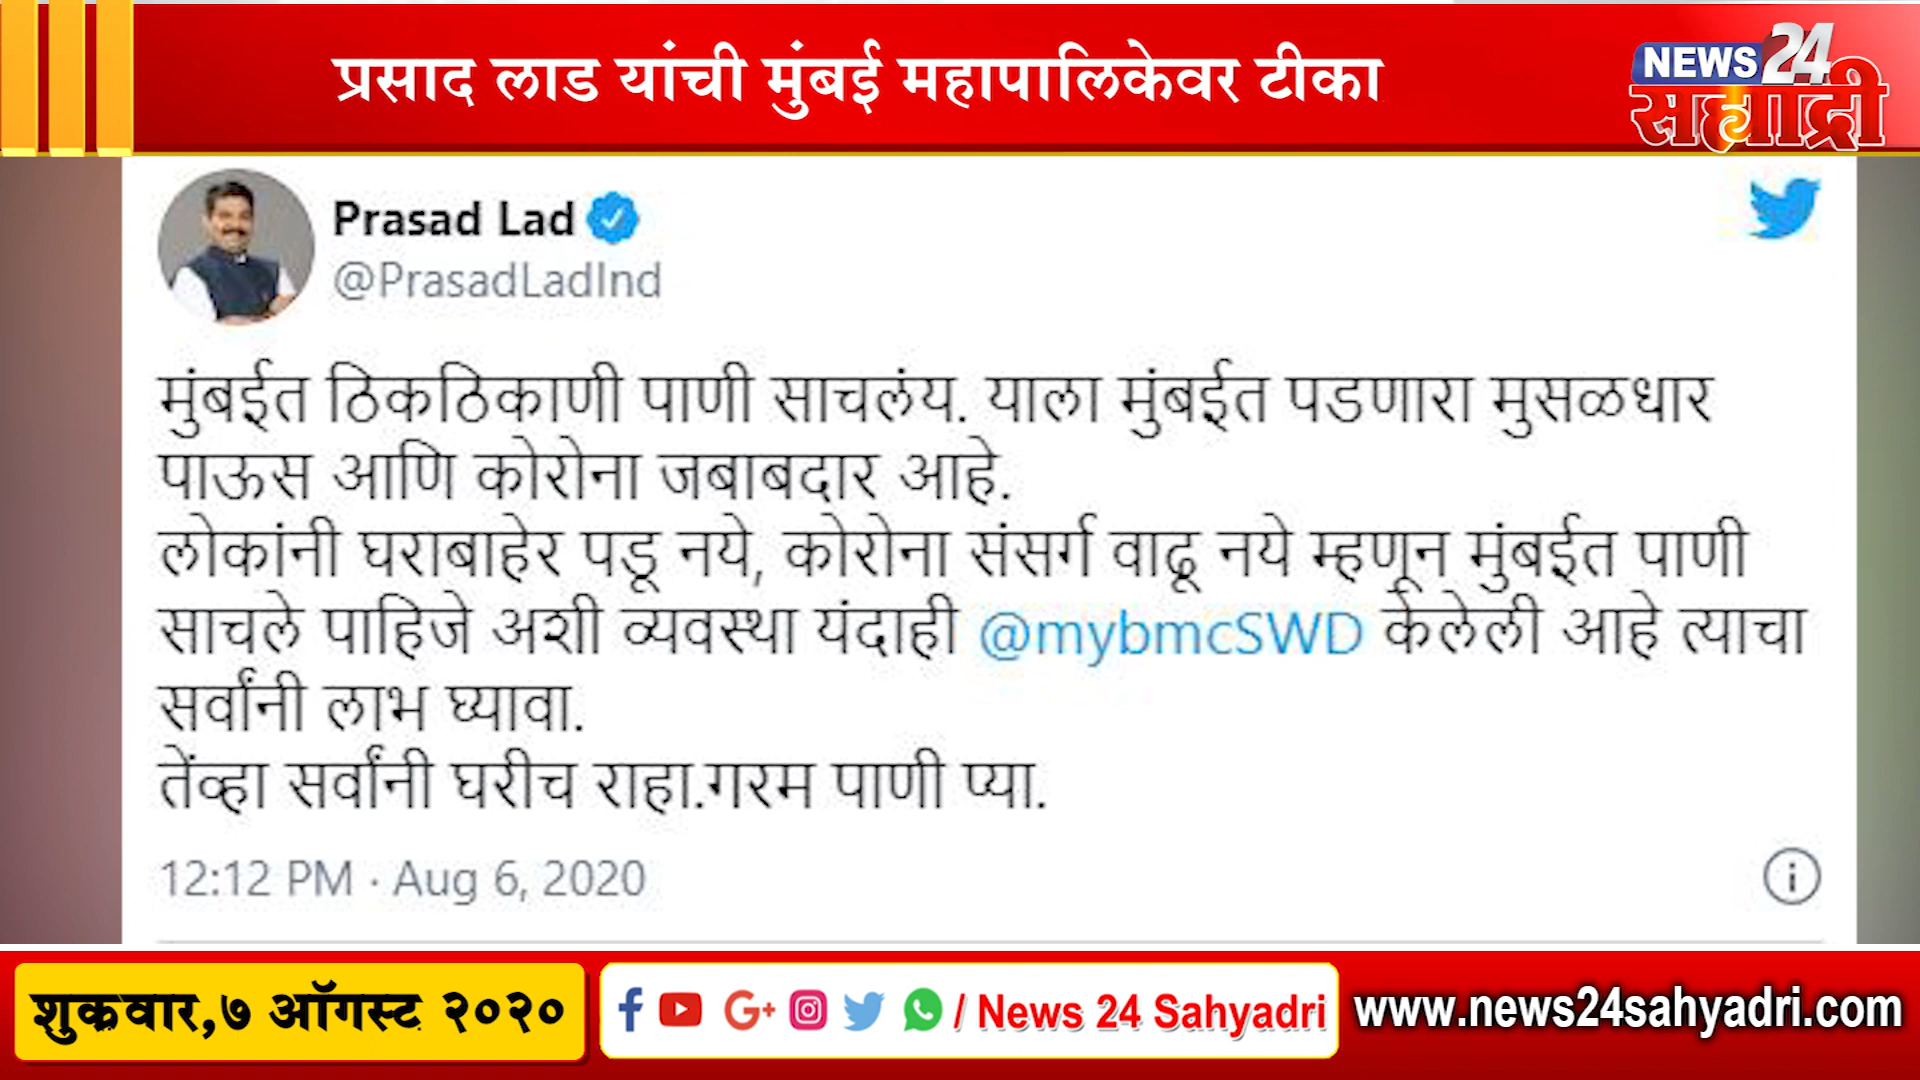 प्रसाद लाड यांची मुंबई महापालिकेवर टीका
NEWS 24
सह्याद्री
Prasad Lad
@PrasadLadInd
मुंबईत ठिकठिकाणी पाणी साचलंय. याला मुंबईत पडणारा मुसळधार
पाऊस आणि कोरोना जबाबदार आहे.
लोकांनी घराबाहेर पडू नये, कोरोना संसर्ग वाढू नये म्हणून मुंबईत पाणी
साचले पाहिजे अशी व्यवस्था यंदाही @mybmcSWD केलेली आहे त्याचा
सर्वांनी लाभ घ्यावा.
तेंव्हा सर्वांनी घरीच राहा.गरम पाणी प्या.
12:12 PM · Aug 6, 2020
शुक्रवार,७ ऑगस्ट २०२०
/ News 24 Sahyadri
www.news24sahyadri.com